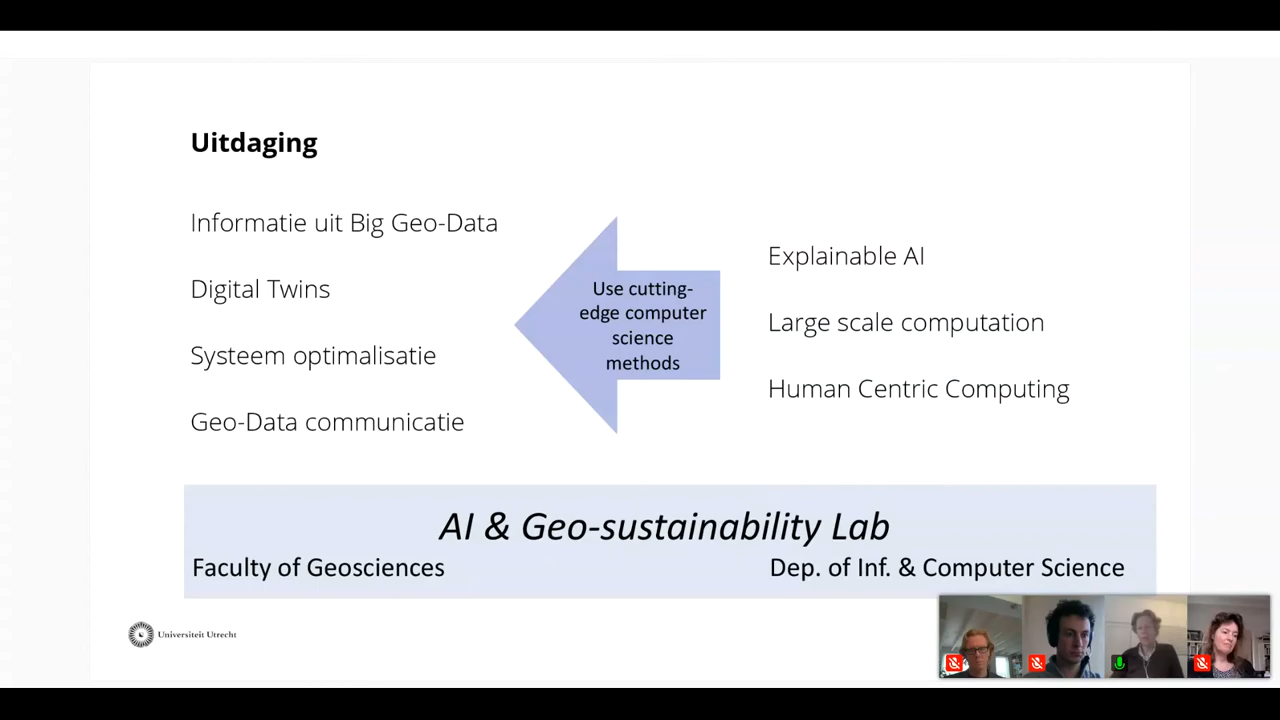 Uitdaging
Informatie uit Big Geo-Data
Digital Twins
Systeem optimalisatie
Geo-Data communicatie
Use cutting-
edge computer
science
methods
Explainable AI
Large scale computation
Human Centric Computing
AI & Geo-sustainability Lab
Faculty of Geosciences
Dep. of Inf. & Computer Science
Universiteit Utrecht